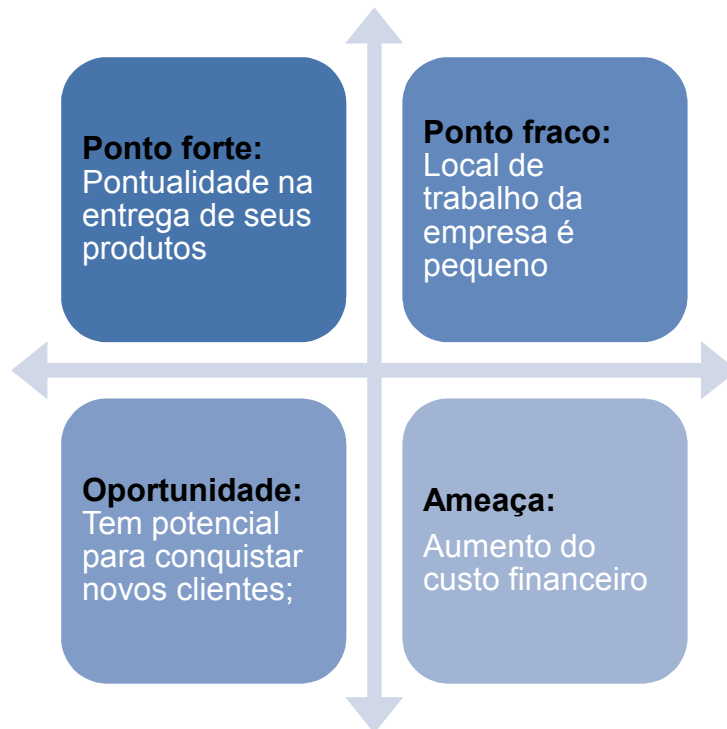 Ponto forte:
Pontualidade na
entrega de seus
produtos
Ponto fraco:
Local de
trabalho da
empresa é
pequeno
Oportunidade:
Tem potencial
para conquistar
novos clientes;
Ameaça:
Aumento do
custo financeiro